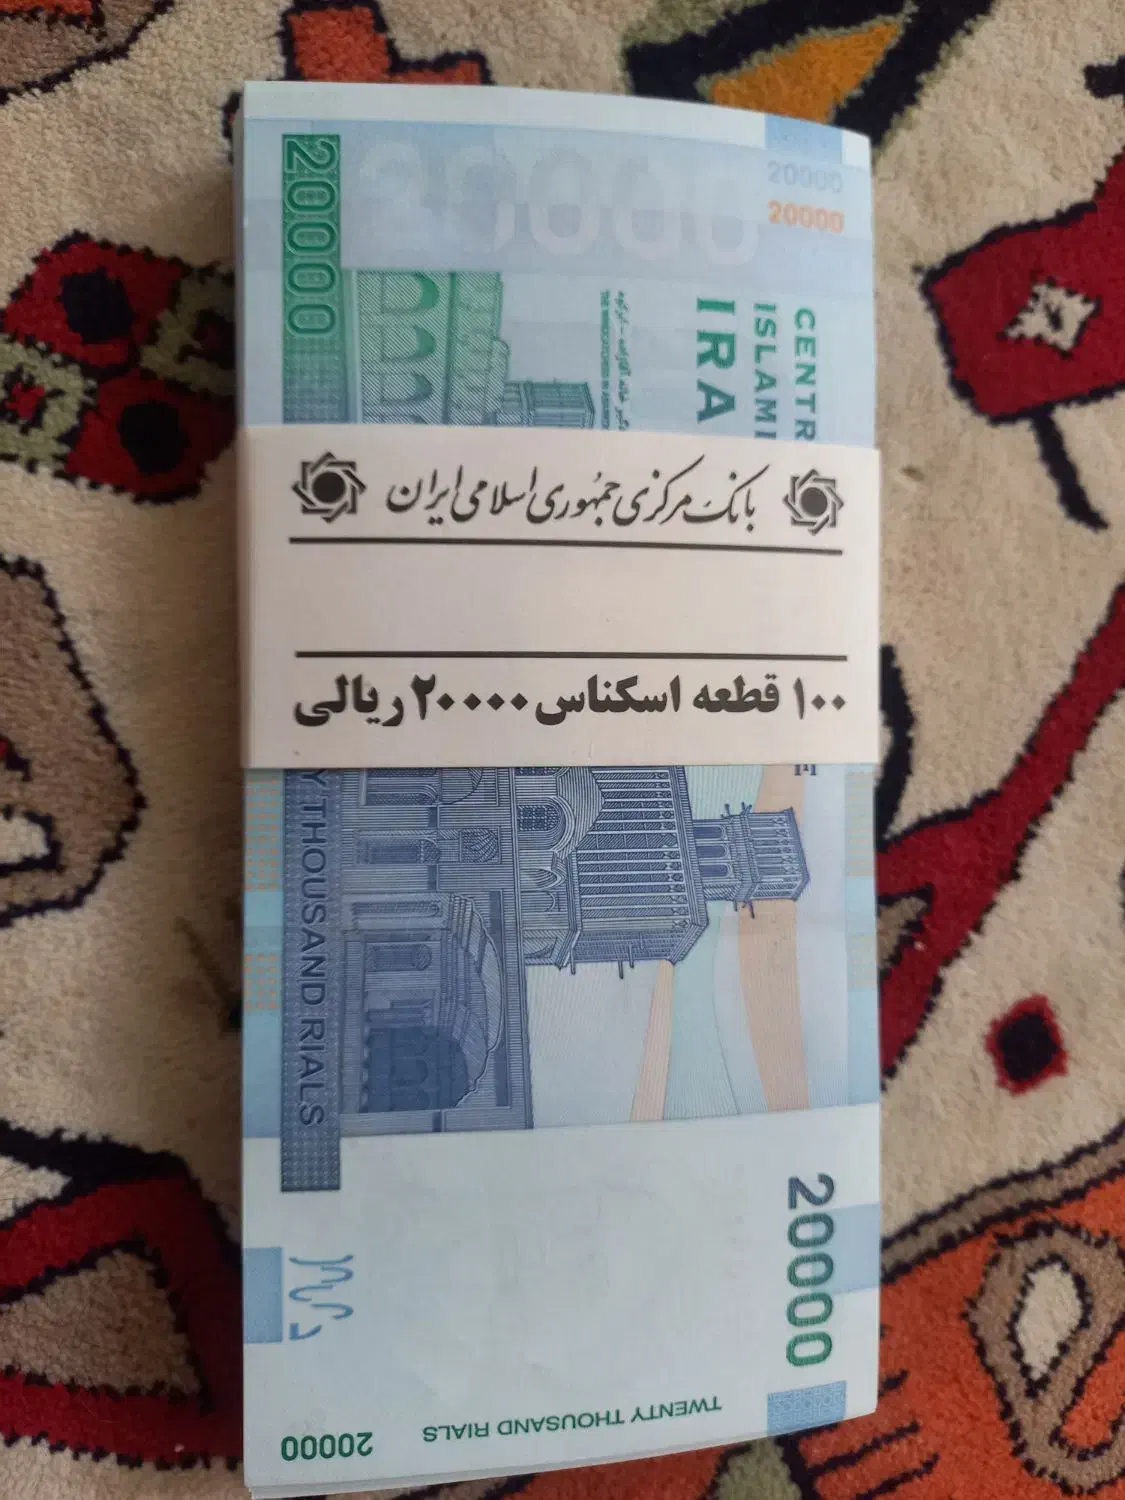 20000
20000
20000
20000
CENTR
ISLAMI
IRA
بانک مرکزی جمهوری اسلامی ایران
۱۰۰ قطعه اسکناس ۲۰۰۰۰ ریالی
Y THOUSAND RIALS
20000
TWENTY THOUSAND RIALS
20000